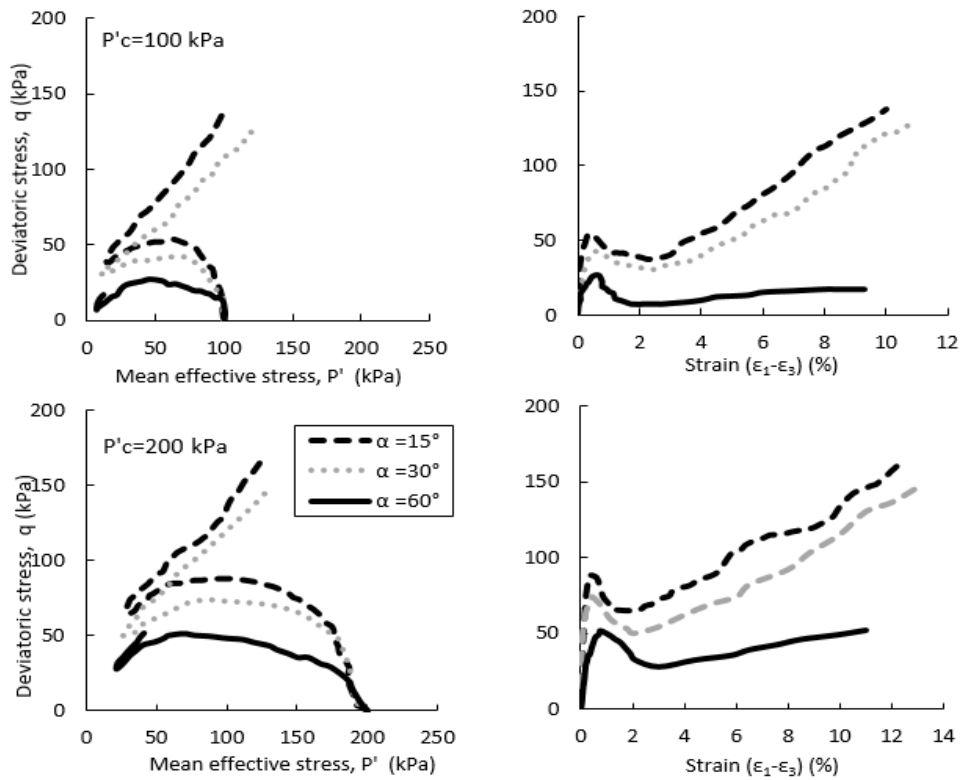 200
150
100
50
0
Deviatoric stress, q (kPa)
P'c=100 kPa
0 50 100 150 200 250
Mean effective stress, P' (kPa)
200
150
100
50
0
0 2 4 6 8 10 12
Strain (ε₁-ε₃) (%)
200
150
100
50
0
Deviatoric stress, q (kPa)
P'c=200 kPa
α =15°
α =30°
α =60°
0 50 100 150 200 250
Mean effective stress, P' (kPa)
200
150
100
50
0
0 2 4 6 8 10 12 14
Strain (ε₁-ε₃) (%)